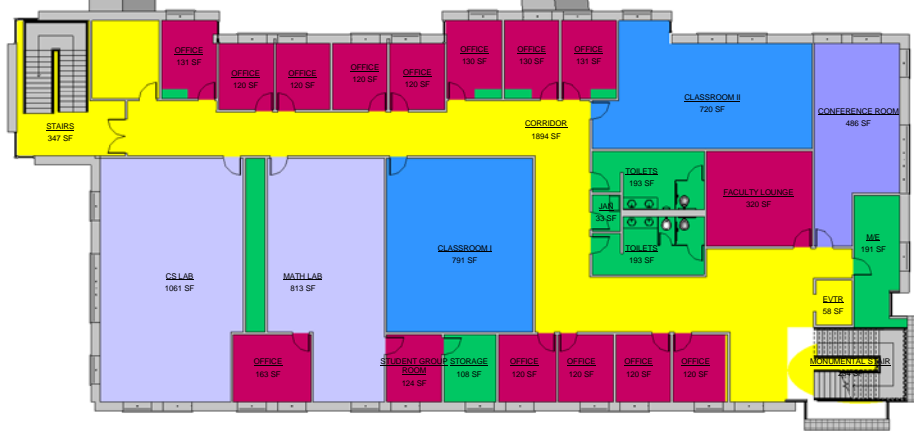 OFFICE
131 SF
OFFICE
120 SF
OFFICE
120 SF
OFFICE
120 SF
OFFICE
120 SF
OFFICE
130 SF
OFFICE
130 SF
OFFICE
131 SF
CLASSROOM II
720 SF
CONFERENCE ROOM
486 SF
STAIRS
347 SF
CORRIDOR
1894 SF
TOILETS
193 SF
FACULTY LOUNGE
320 SF
JAN
33 SF
TOILETS
193 SF
M/E
191 SF
CS LAB
1061 SF
MATH LAB
813 SF
CLASSROOM I
791 SF
EVTR
58 SF
OFFICE
163 SF
STUDENT GROUP
ROOM
124 SF
STORAGE
108 SF
OFFICE
120 SF
OFFICE
120 SF
OFFICE
120 SF
OFFICE
120 SF
MONUMENTAL STAIR
SF